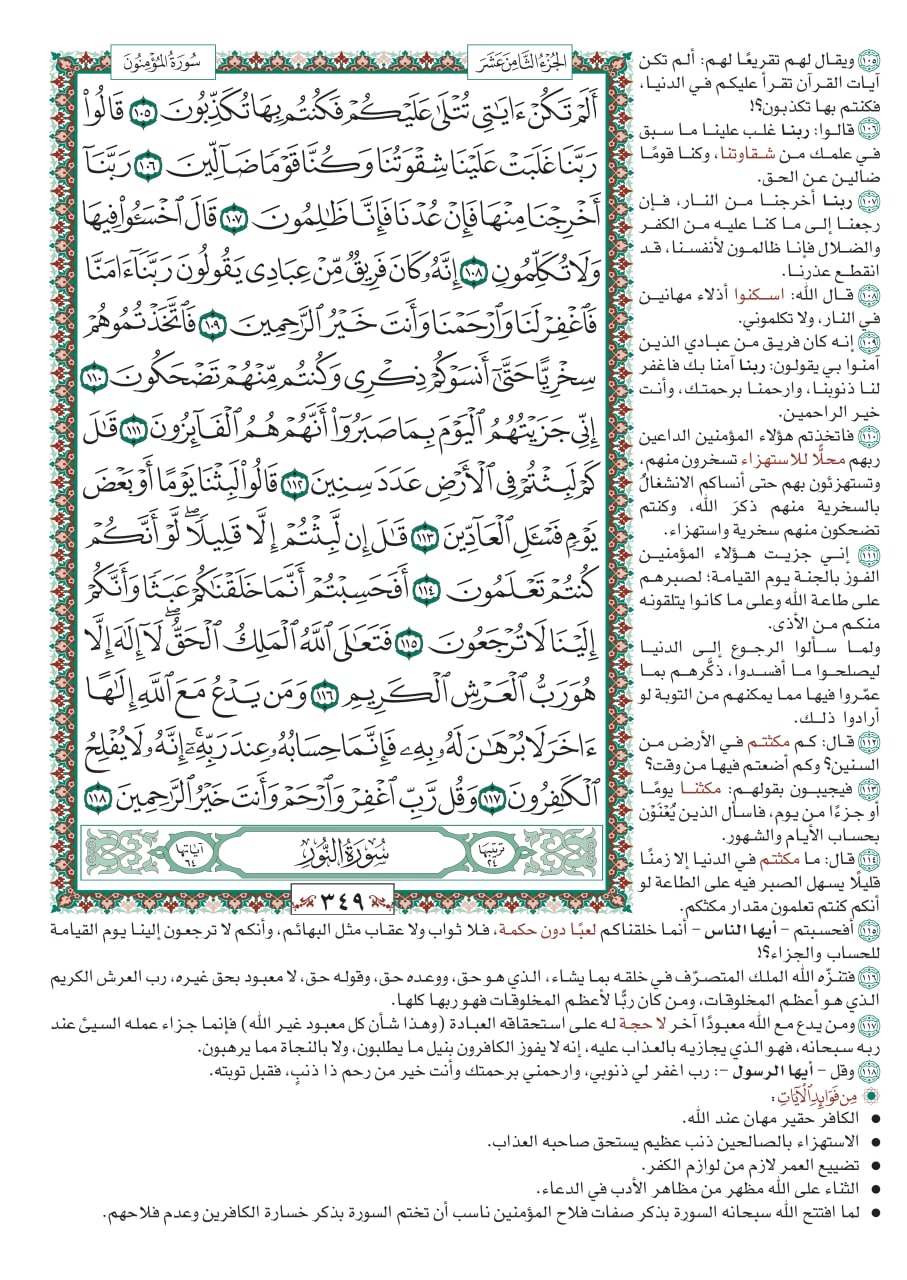 الجُزْءُ الثَّامِنَ عَشَرَ
سُورَةُ المُؤْمِنُونَ
أَلَمْ تَكُنْ ءَايَٰتِى تُتْلَىٰ عَلَيْكُمْ فَكُنتُم بِهَا تُكَذِّبُونَ ١٠٥ قَالُوا۟
رَبَّنَا غَلَبَتْ عَلَيْنَا شِقْوَتُنَا وَكُنَّا قَوْمًا ضَآلِّينَ ١٠٦ رَبَّنَآ
أَخْرِجْنَا مِنْهَا فَإِنْ عُدْنَا فَإِنَّا ظَٰلِمُونَ ١٠٧ قَالَ ٱخْسَـُٔوا۟ فِيهَا
وَلَا تُكَلِّمُونِ ١٠٨ إِنَّهُۥ كَانَ فَرِيقٌ مِّنْ عِبَادِى يَقُولُونَ رَبَّنَآ ءَامَنَّا
فَٱغْفِرْ لَنَا وَٱرْحَمْنَا وَأَنتَ خَيْرُ ٱلرَّٰحِمِينَ ١٠٩ فَٱتَّخَذْتُمُوهُمْ
سِخْرِيًّا حَتَّىٰٓ أَنسَوْكُمْ ذِكْرِى وَكُنتُم مِّنْهُمْ تَضْحَكُونَ ١١٠
إِنِّى جَزَيْتُهُمُ ٱلْيَوْمَ بِمَا صَبَرُوٓا۟ أَنَّهُمْ هُمُ ٱلْفَآئِزُونَ ١١١ قَٰلَ
كَمْ لَبِثْتُمْ فِى ٱلْأَرْضِ عَدَدَ سِنِينَ ١١٢ قَالُوا۟ لَبِثْنَا يَوْمًا أَوْ بَعْضَ
يَوْمٍ فَسْـَٔلِ ٱلْعَآدِّينَ ١١٣ قَٰلَ إِن لَّبِثْتُمْ إِلَّا قَلِيلًا ۖ لَّوْ أَنَّكُمْ
كُنتُمْ تَعْلَمُونَ ١١٤ أَفَحَسِبْتُمْ أَنَّمَا خَلَقْنَٰكُمْ عَبَثًا وَأَنَّكُمْ
إِلَيْنَا لَا تُرْجَعُونَ ١١٥ فَتَعَٰلَى ٱللَّهُ ٱلْمَلِكُ ٱلْحَقُّ ۖ لَآ إِلَٰهَ إِلَّا
هُوَ رَبُّ ٱلْعَرْشِ ٱلْكَرِيمِ ١١٦ وَمَن يَدْعُ مَعَ ٱللَّهِ إِلَٰهًا
ءَاخَرَ لَا بُرْهَٰنَ لَهُۥ بِهِۦ فَإِنَّمَا حِسَابُهُۥ عِندَ رَبِّهِۦٓ ۚ إِنَّهُۥ لَا يُفْلِحُ
ٱلْكَٰفِرُونَ ١١٧ وَقُل رَّبِّ ٱغْفِرْ وَٱرْحَمْ وَأَنتَ خَيْرُ ٱلرَّٰحِمِينَ ١١٨
ترتيبها ٢٤
سُورَةُ النُّورِ
آياتها ٦٤
٣٤٩
١٠٥ ويقال لهم تقريعًا لهم: ألم تكن
آيات القرآن تقرأ عليكم في الدنيا،
فكنتم بها تكذبون؟!
١٠٦ قالوا: ربنا غلب علينا ما سبق
في علمك من شقاوتنا، وكنا قومًا
ضالين عن الحق.
١٠٧ ربنا أخرجنا من النار، فإن
رجعنا إلى ما كنا عليه من الكفر
والضلال فإنا ظالمون لأنفسنا، قد
انقطع عذرنا.
١٠٨ قال الله: اسكنوا أذلاء مهانين
في النار، ولا تكلموني.
١٠٩ إنه كان فريق من عبادي الذين
آمنوا بي يقولون: ربنا آمنا بك فاغفر
لنا ذنوبنا، وارحمنا برحمتك، وأنت
خير الراحمين.
١١٠ فاتخذتم هؤلاء المؤمنين الداعين
ربهم محلًّا للاستهزاء تسخرون منهم،
وتستهزئون بهم حتى أنساكم الانشغالُ
بالسخرية منهم ذكرَ الله، وكنتم
تضحكون منهم سخرية واستهزاء.
١١١ إني جزيت هؤلاء المؤمنين
الفوز بالجنة يوم القيامة؛ لصبرهم
على طاعة الله وعلى ما كانوا يتلقونه
منكم من الأذى.
ولما سألوا الرجوع إلى الدنيا
ليصلحوا ما أفسدوا، ذكَّرهم بما
عمّروا فيها مما يمكنهم من التوبة لو
أرادوا ذلك.
١١٢ قال: كم مكثتم في الأرض من
السنين؟ وكم أضعتم فيها من وقت؟
١١٣ فيجيبون بقولهم: مكثنا يومًا
أو جزءًا من يوم، فاسأل الذين يُعْنَوْن
بحساب الأيام والشهور.
١١٤ قال: ما مكثتم في الدنيا إلا زمنًا
قليلًا يسهل الصبر فيه على الطاعة لو
أنكم كنتم تعلمون مقدار مكثكم.
١١٥ أفحسبتم – أيها الناس – أنما خلقناكم لعبًا دون حكمة، فلا ثواب ولا عقاب مثل البهائم، وأنكم لا ترجعون إلينا يوم القيامة
للحساب والجزاء؟!
١١٦ فتنزّه الله الملك المتصرّف في خلقه بما يشاء، الذي هو حق، ووعده حق، وقوله حق، لا معبود بحق غيره، رب العرش الكريم
الذي هو أعظم المخلوقات، ومن كان ربًّا لأعظم المخلوقات فهو ربها كلها.
١١٧ ومن يدع مع الله معبودًا آخر لا حجة له على استحقاقه العبادة (وهذا شأن كل معبود غير الله) فإنما جزاء عمله السيئ عند
ربه سبحانه، فهو الذي يجازيه بالعذاب عليه، إنه لا يفوز الكافرون بنيل ما يطلبون، ولا بالنجاة مما يرهبون.
١١٨ وقل – أيها الرسول –: رب اغفر لي ذنوبي، وارحمني برحمتك وأنت خير من رحم ذا ذنبٍ، فقبل توبته.
مِن فَوَائِدِ الْآيَاتِ:
● الكافر حقير مهان عند الله.
● الاستهزاء بالصالحين ذنب عظيم يستحق صاحبه العذاب.
● تضييع العمر لازم من لوازم الكفر.
● الثناء على الله مظهر من مظاهر الأدب في الدعاء.
● لما افتتح الله سبحانه السورة بذكر صفات فلاح المؤمنين ناسب أن تختم السورة بذكر خسارة الكافرين وعدم فلاحهم.